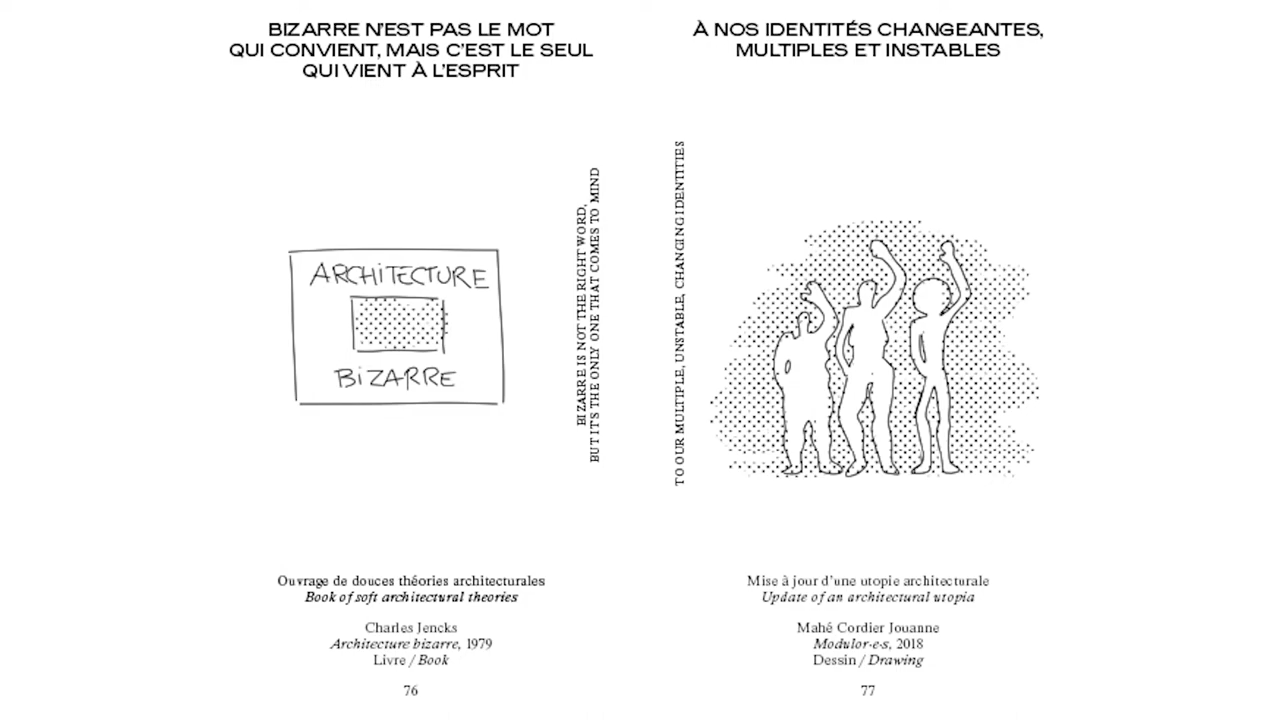 BIZARRE N'EST PAS LE MOT
QUI CONVIENT, MAIS C'EST LE SEUL
QUI VIENT À L'ESPRIT
ARCHITECTURE
BIZARRE
BIZARRE IS NOT THE RIGHT WORD,
BUT IT'S THE ONLY ONE THAT COMES TO MIND
Ouvrage de douces théories architecturales
Book of soft architectural theories
Charles Jencks
Architecture bizarre, 1979
Livre / Book
76
À NOS IDENTITÉS CHANGEANTES,
MULTIPLES ET INSTABLES
TO OUR MULTIPLE, UNSTABLE, CHANGING IDENTITIES
Mise à jour d'une utopie architecturale
Update of an architectural utopia
Mahé Cordier Jouanne
Modulor·e·s, 2018
Dessin / Drawing
77